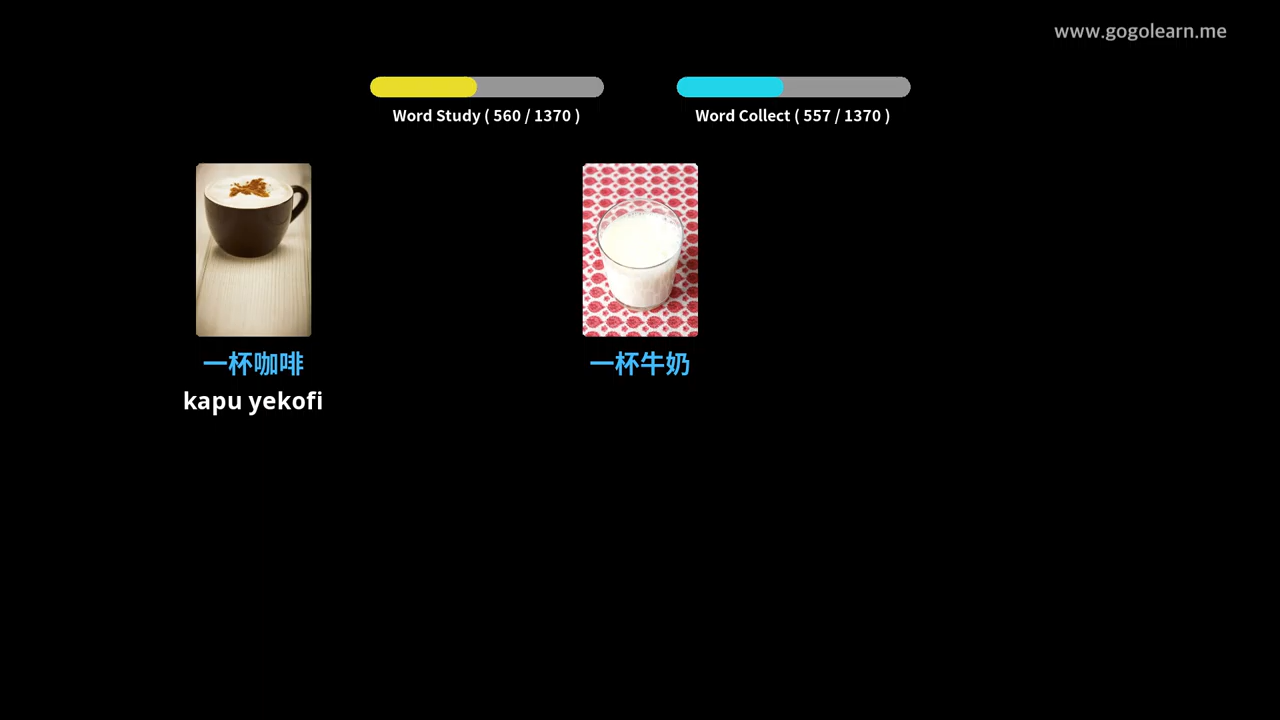 www.gogolearn.me
Word Study ( 560 / 1370 )
Word Collect ( 557 / 1370 )
一杯咖啡
一杯牛奶
kapu yekofi